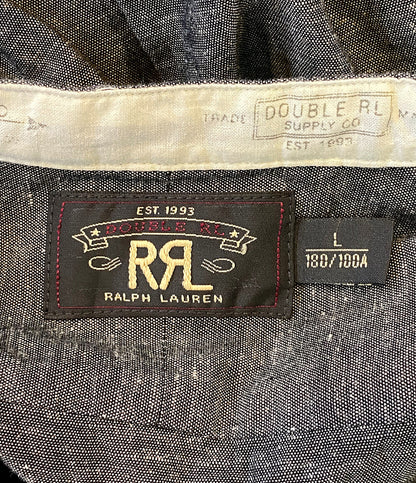 TRADE DOUBLE RL
SUPPLY CO
EST 1993
EST. 1993
DOUBLE RL
RRL
RALPH LAUREN
L
180/100A